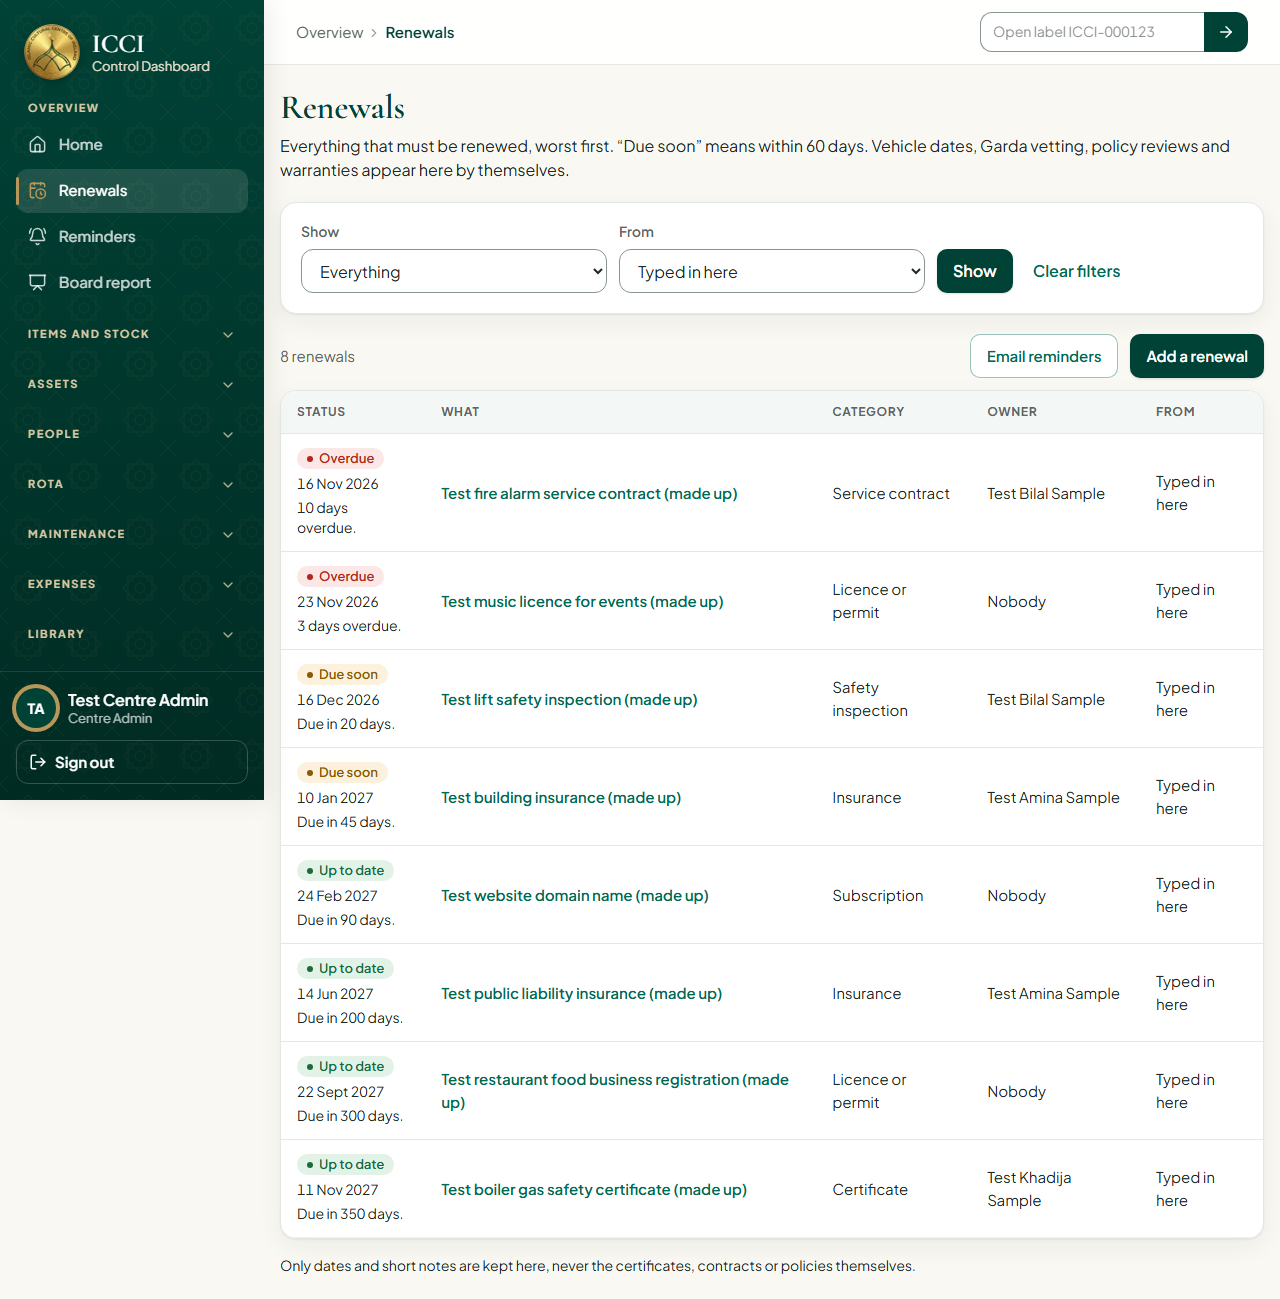 ICCI
Control Dashboard
OVERVIEW
Home
Renewals
Reminders
Board report
ITEMS AND STOCK
ASSETS
PEOPLE
ROTA
MAINTENANCE
EXPENSES
LIBRARY
TA
Test Centre Admin
Centre Admin
Sign out
Overview › Renewals
Open label ICCI-000123
Renewals
Everything that must be renewed, worst first. “Due soon” means within 60 days. Vehicle dates, Garda vetting, policy reviews and
warranties appear here by themselves.
Show
From
Everything
Typed in here
Show
Clear filters
8 renewals
Email reminders
Add a renewal
STATUS WHAT CATEGORY OWNER FROM
Overdue
16 Nov 2026
10 days
overdue.
Test fire alarm service contract (made up)
Service contract
Test Bilal Sample
Typed in
here
Overdue
23 Nov 2026
3 days overdue.
Test music licence for events (made up)
Licence or
permit
Nobody
Typed in
here
Due soon
16 Dec 2026
Due in 20 days.
Test lift safety inspection (made up)
Safety
inspection
Test Bilal Sample
Typed in
here
Due soon
10 Jan 2027
Due in 45 days.
Test building insurance (made up)
Insurance
Test Amina Sample
Typed in
here
Up to date
24 Feb 2027
Due in 90 days.
Test website domain name (made up)
Subscription
Nobody
Typed in
here
Up to date
14 Jun 2027
Due in 200 days.
Test public liability insurance (made up)
Insurance
Test Amina Sample
Typed in
here
Up to date
22 Sept 2027
Due in 300 days.
Test restaurant food business registration (made
up)
Licence or
permit
Nobody
Typed in
here
Up to date
11 Nov 2027
Due in 350 days.
Test boiler gas safety certificate (made up)
Certificate
Test Khadija
Sample
Typed in
here
Only dates and short notes are kept here, never the certificates, contracts or policies themselves.